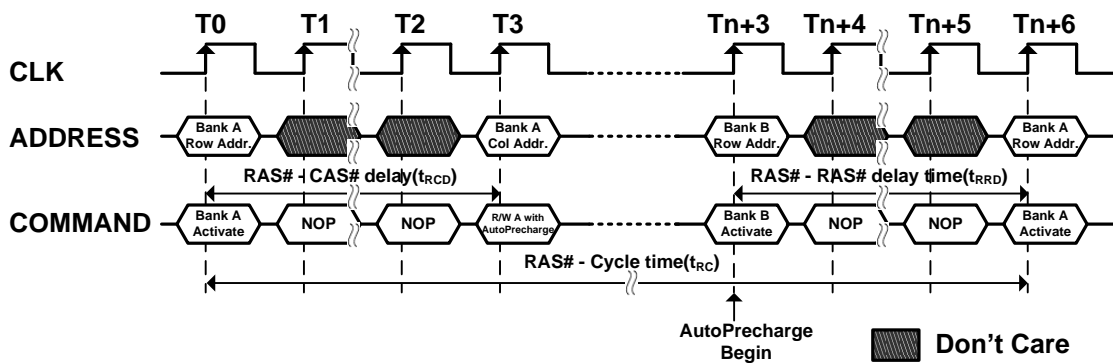 T0 T1 T2 T3 Tn+3 Tn+4 Tn+5 Tn+6
CLK
ADDRESS
Bank A Row Addr.
Bank A Col Addr.
Bank B Row Addr.
Bank A Row Addr.
RAS# - CAS# delay(tRCD)
RAS# - RAS# delay time(tRRD)
COMMAND
Bank A Activate
NOP
NOP
R/W A with AutoPrecharge
Bank B Activate
NOP
NOP
Bank A Activate
RAS# - Cycle time(tRC)
AutoPrecharge
Begin
Don't Care